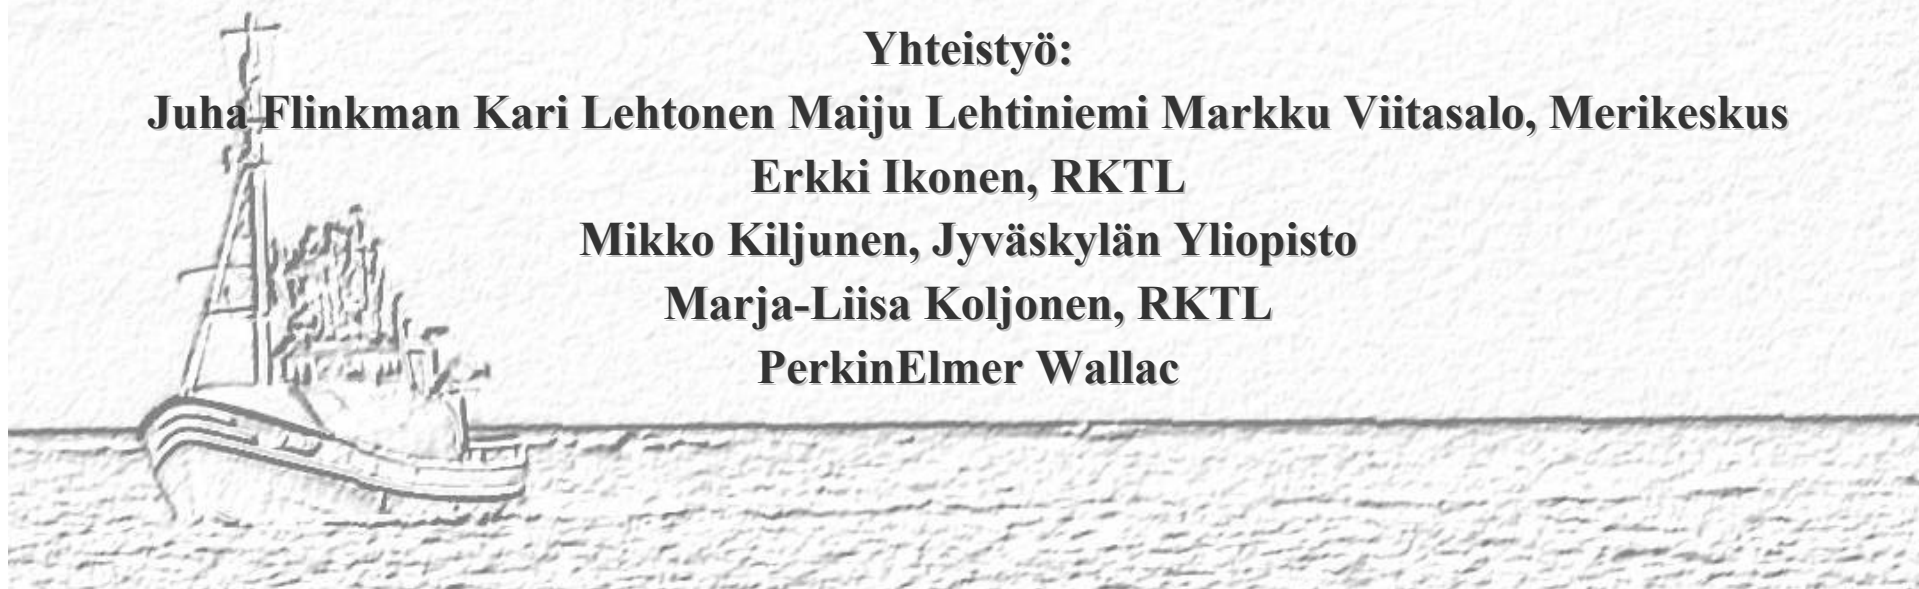 Yhteistyö:
Juha Flinkman Kari Lehtonen Maiju Lehtiniemi Markku Viitasalo, Merikeskus
Erkki Ikonen, RKTL
Mikko Kiljunen, Jyväskylän Yliopisto
Marja-Liisa Koljonen, RKTL
PerkinElmer Wallac